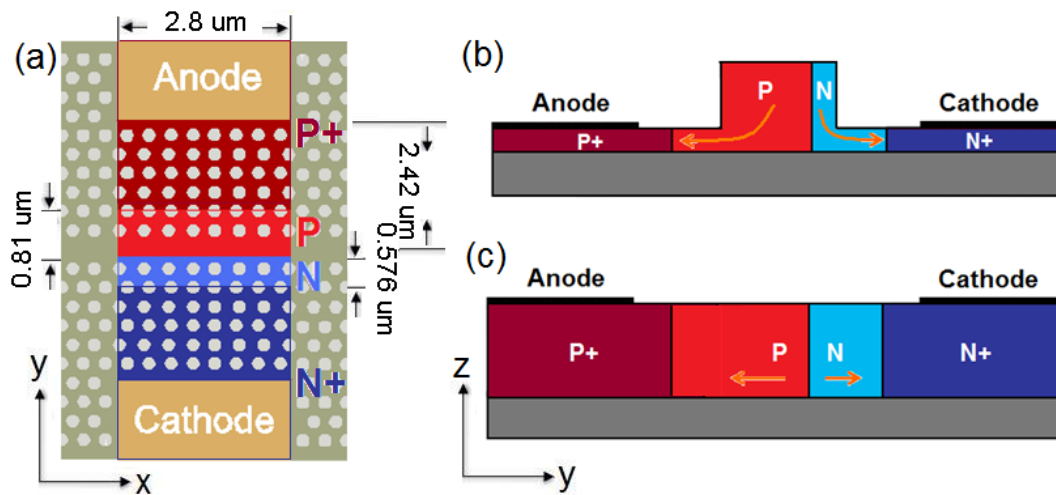 (a)
2.8 um
Anode
P+
2.42 um
0.81 um
P
N
0.576 um
N+
Cathode
y
x
(b)
Anode
P
N
Cathode
P+
N+
(c)
Anode
Cathode
P+
P
N
N+
z
y